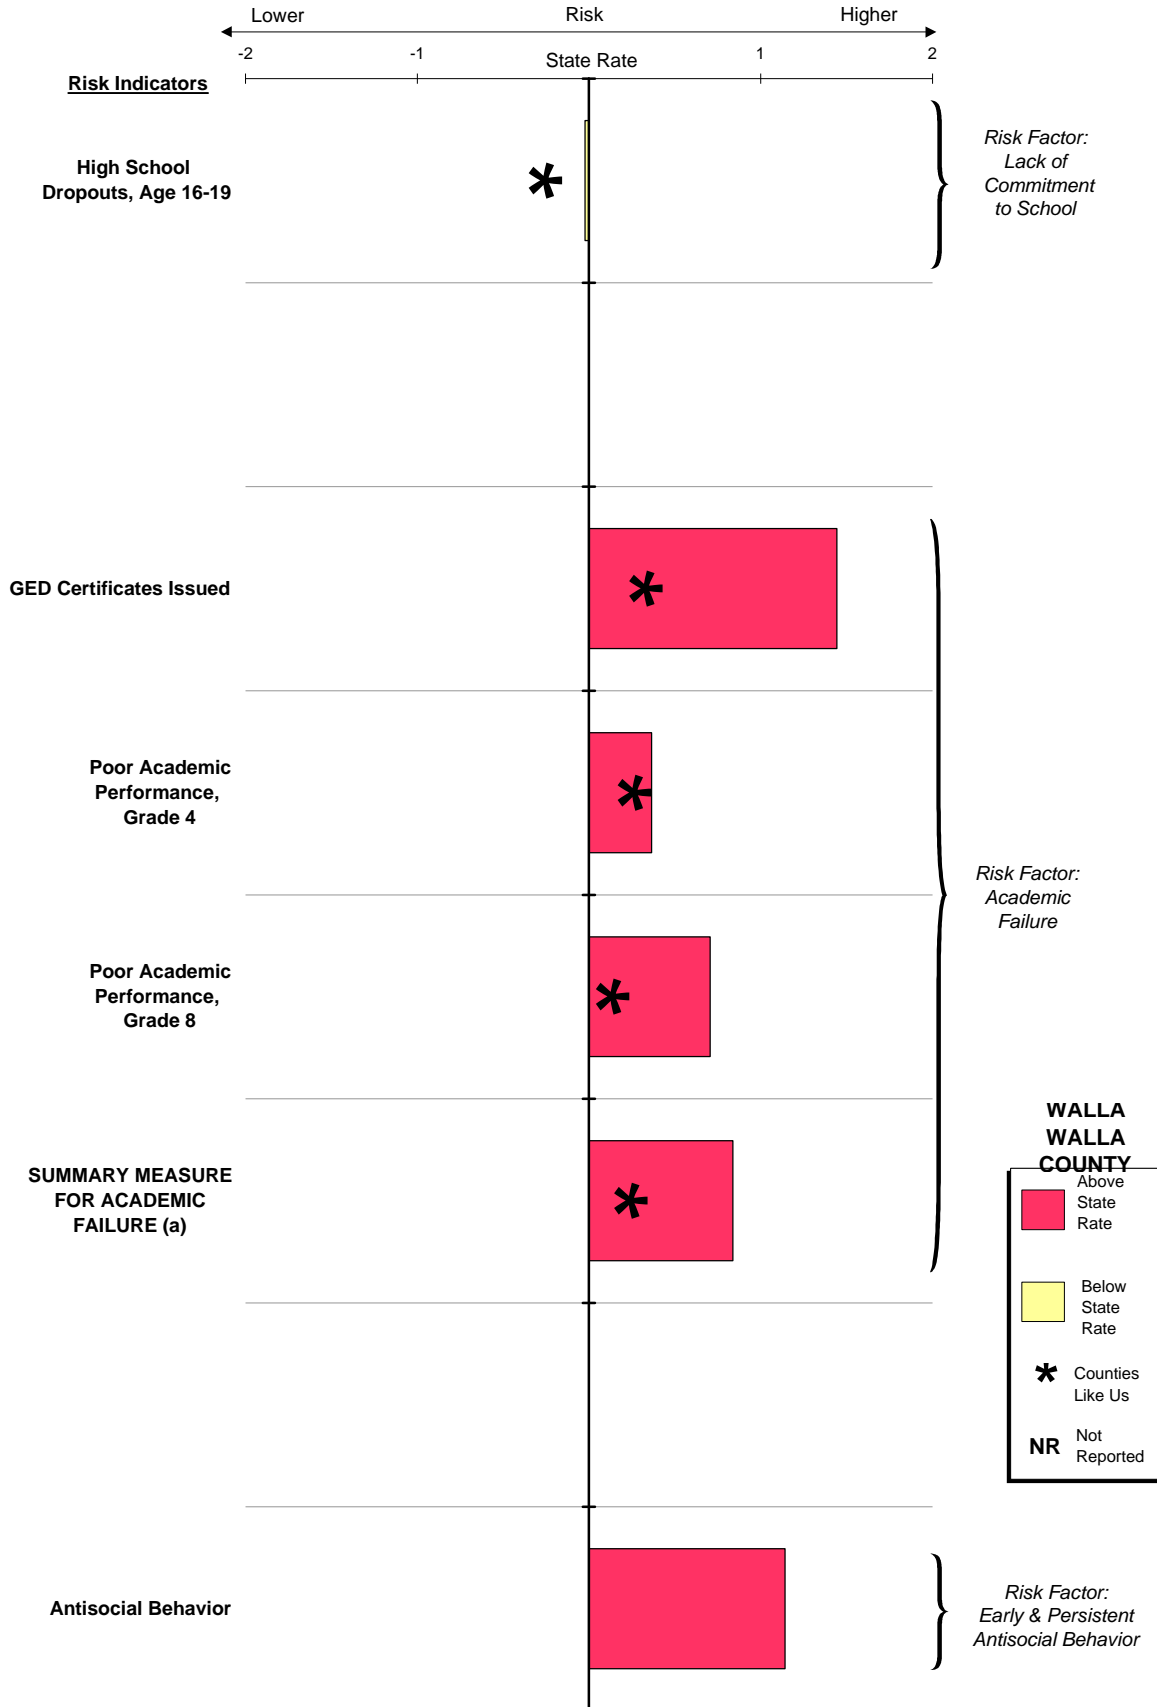 Lower Risk Higher
-2 -1 State Rate 1 2
Risk Indicators
High School
Dropouts, Age 16-19
*
Risk Factor:
Lack of
Commitment
to School
GED Certificates Issued
*
Poor Academic
Performance,
Grade 4
*
Risk Factor:
Academic
Failure
Poor Academic
Performance,
Grade 8
*
SUMMARY MEASURE
FOR ACADEMIC
FAILURE (a)
*
WALLA
WALLA
COUNTY
Above
State
Rate
Below
State
Rate
* Counties
Like Us
NR Not
Reported
Antisocial Behavior
Risk Factor:
Early & Persistent
Antisocial Behavior